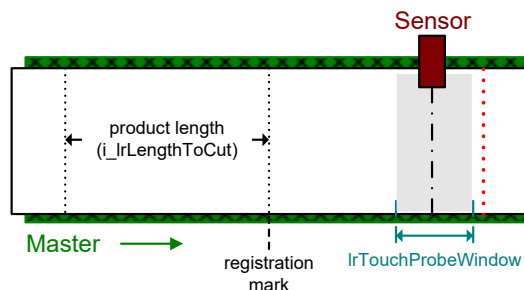 Sensor
product length
(i_lrLengthToCut)
Master
registration
mark
lrTouchProbeWindow